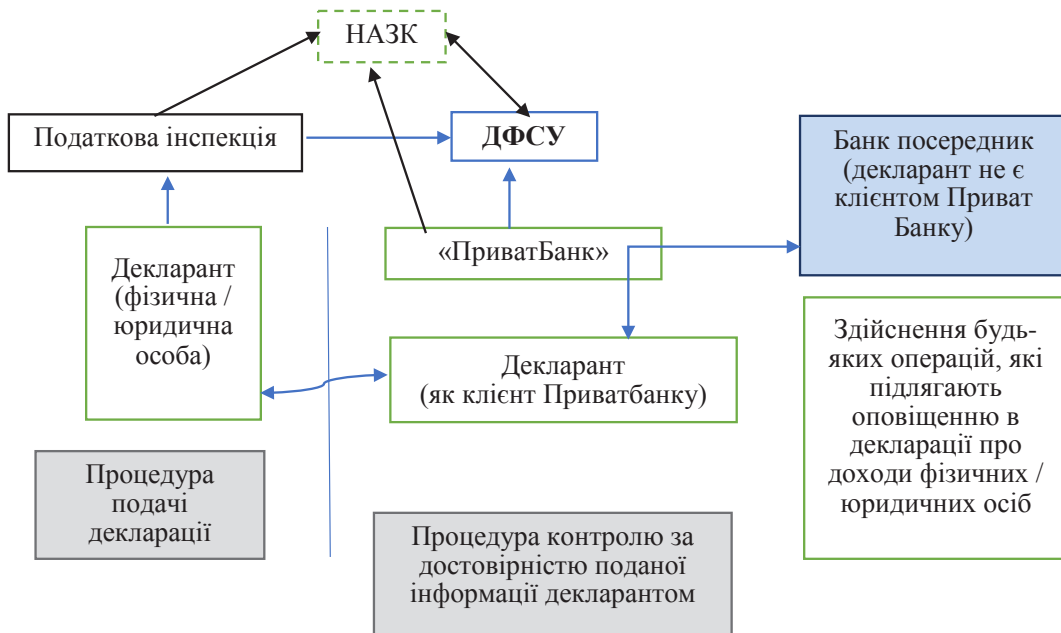 НАЗК
Податкова інспекція
ДФСУ
Банк посередник
(декларант не є
клієнтом Приват
Банку)
«ПриватБанк»
Декларант
(фізична /
юридична
особа)
Декларант
(як клієнт Приватбанку)
Здійснення будь-
яких операцій, які
підлягають
оповіщенню в
декларації про
доходи фізичних /
юридичних осіб
Процедура
подачі
декларації
Процедура контролю за
достовірністю поданої
інформації декларантом